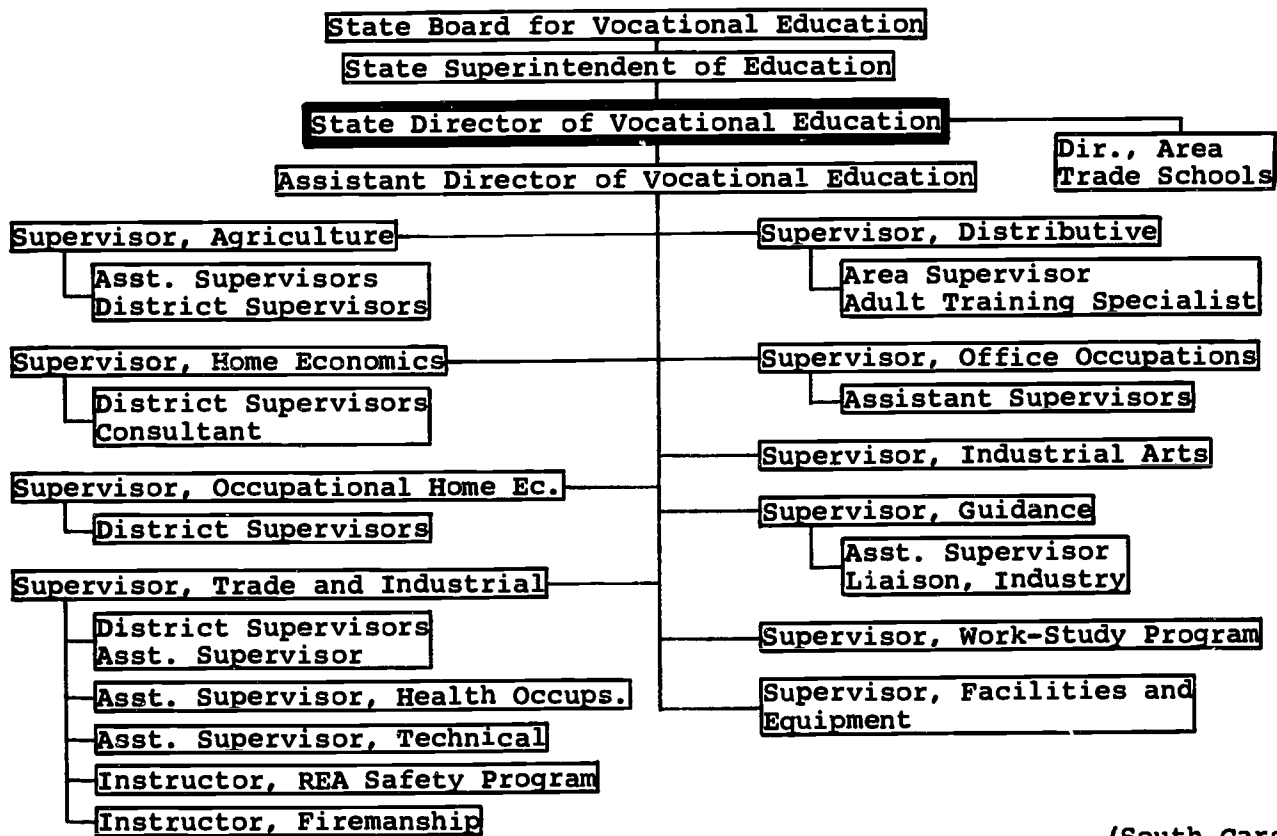 State Board for Vocational Education
State Superintendent of Education
State Director of Vocational Education
Dir., Area
Trade Schools
Assistant Director of Vocational Education
Supervisor, Agriculture
Asst. Supervisors
District Supervisors
Supervisor, Home Economics
District Supervisors
Consultant
Supervisor, Occupational Home Ec.
District Supervisors
Supervisor, Trade and Industrial
District Supervisors
Asst. Supervisor
Asst. Supervisor, Health Occups.
Asst. Supervisor, Technical
Instructor, REA Safety Program
Instructor, Firemanship
Supervisor, Distributive
Area Supervisor
Adult Training Specialist
Supervisor, Office Occupations
Assistant Supervisors
Supervisor, Industrial Arts
Supervisor, Guidance
Asst. Supervisor
Liaison, Industry
Supervisor, Work-Study Program
Supervisor, Facilities and
Equipment
(South